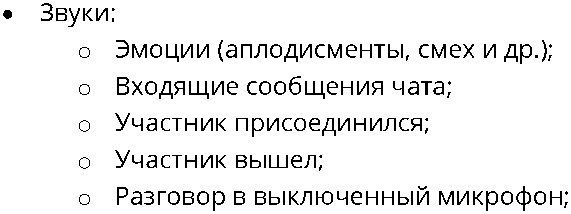 • Звуки:
o Эмоции (аплодисменты, смех и др.);
o Входящие сообщения чата;
o Участник присоединился;
o Участник вышел;
o Разговор в выключенный микрофон;